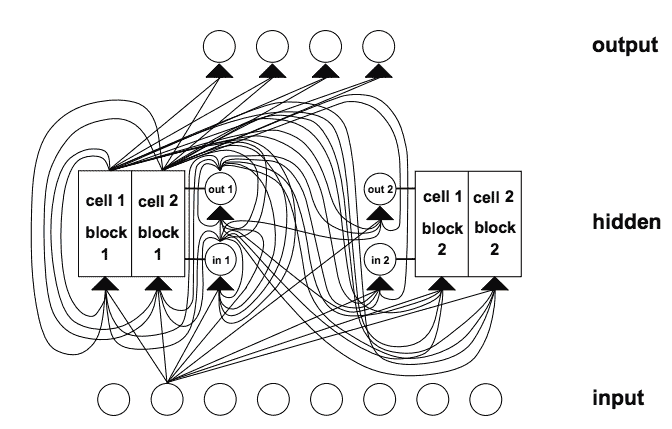 output
cell 1
block
1
cell 2
block
1
out 1
in 1
out 2
in 2
cell 1
block
2
cell 2
block
2
hidden
input